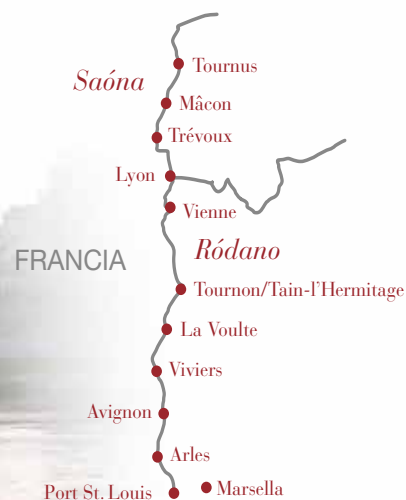 Tournus
Saóna
Mâcon
Trévoux
Lyon
Vienne
Ródano
FRANCIA
Tournon/Tain-l'Hermitage
La Voulte
Viviers
Avignon
Arles
Port St. Louis
Marsella